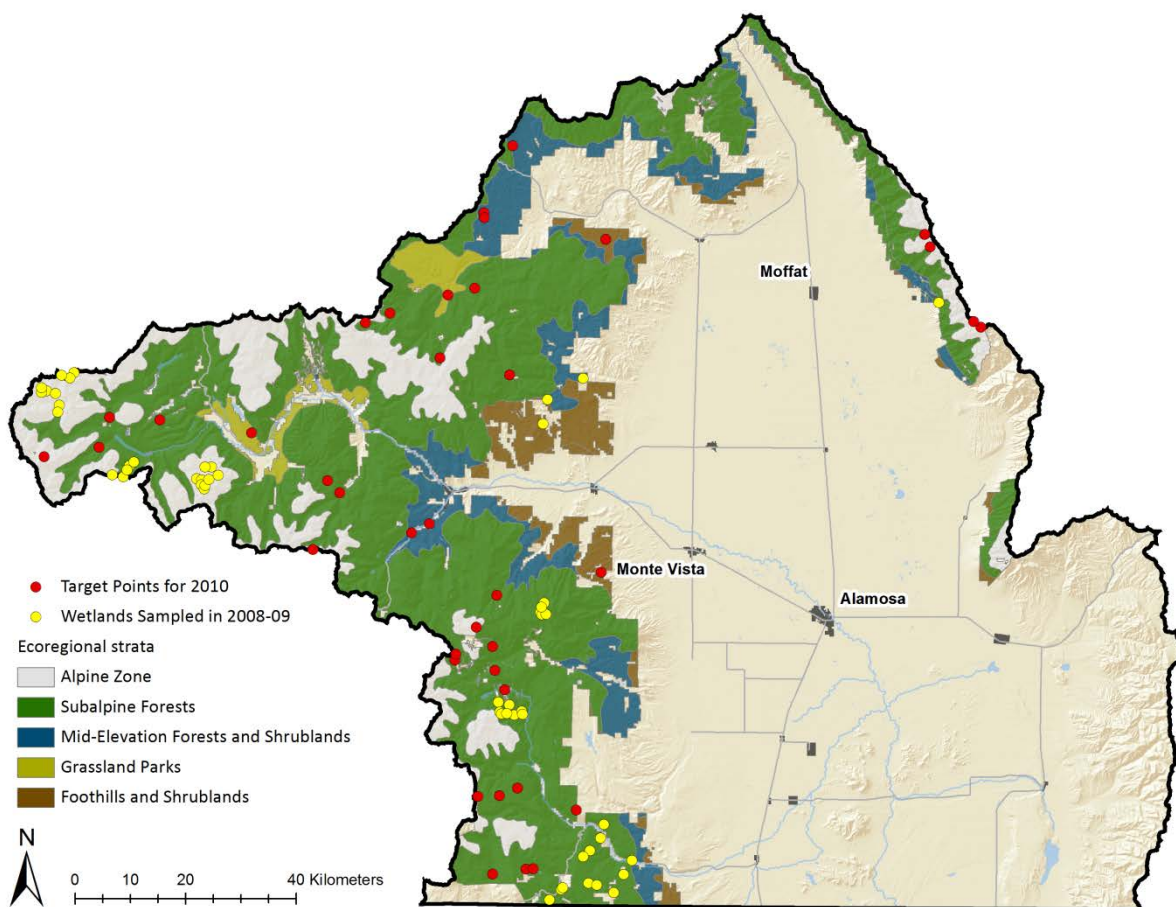 Moffat
Monte Vista
Alamosa
Target Points for 2010
Wetlands Sampled in 2008-09
Ecoregional strata
Alpine Zone
Subalpine Forests
Mid-Elevation Forests and Shrublands
Grassland Parks
Foothills and Shrublands
N
0 10 20 40 Kilometers